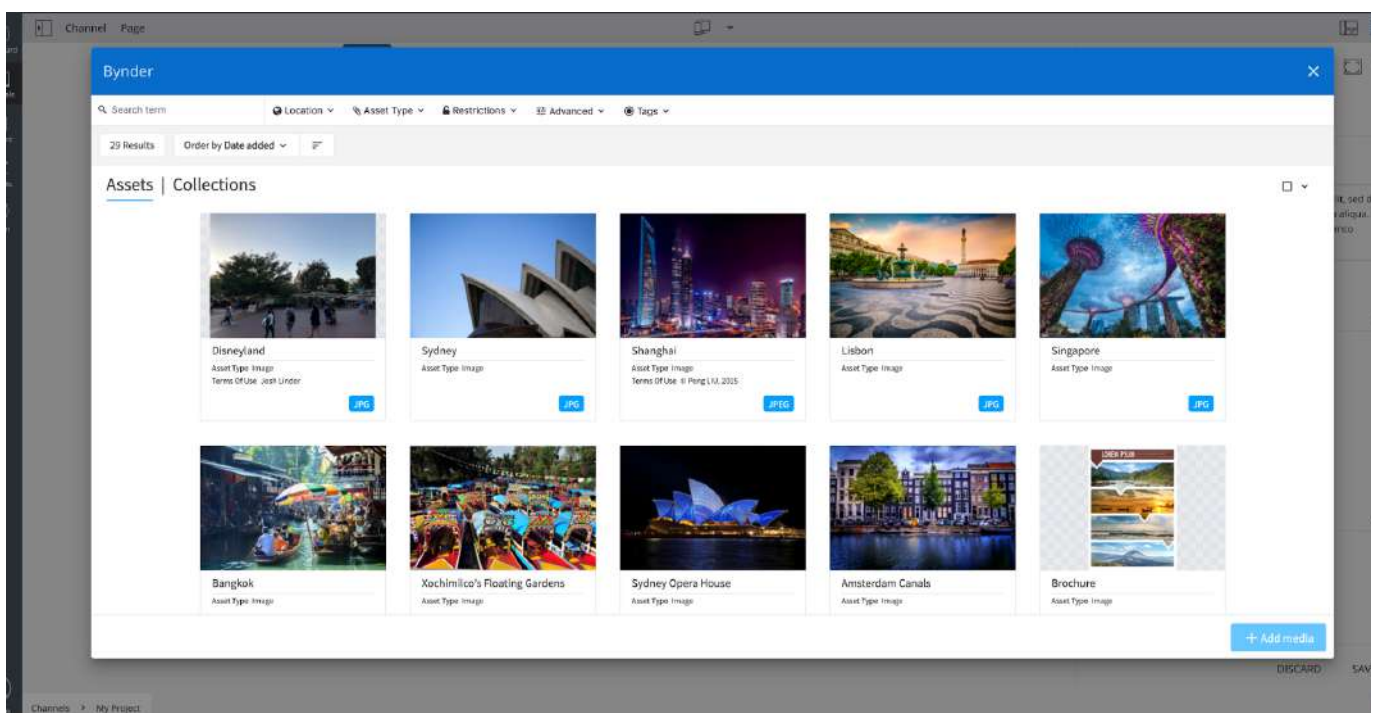 Channel Page
Bynder
Search term Location Asset Type Restrictions Advanced Tags
29 Results Order by Date added
Assets | Collections
Disneyland Sydney Shanghai Lisbon Singapore
Asset Type Image Asset Type Image Asset Type Image Asset Type Image Asset Type Image
Terms Of Use Josh Linder Terms Of Use © Peng LIU, 2015
JPG JPG JPEG JPG JPG
LOREM IPSUM
Bangkok Xochimilco's Floating Gardens Sydney Opera House Amsterdam Canals Brochure
Asset Type Image Asset Type Image Asset Type Image Asset Type Image Asset Type Image
+ Add media
DISCARD SAV
Channels > My Project